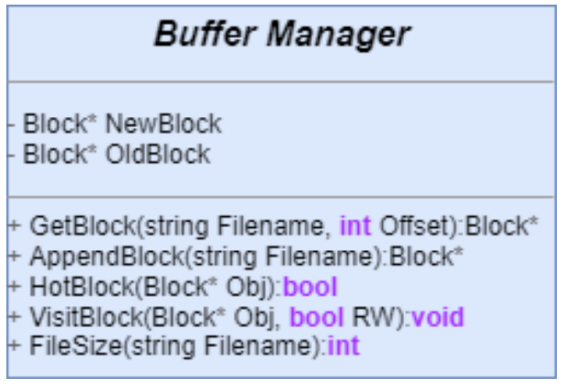 Buffer Manager
- Block* NewBlock
- Block* OldBlock
+ GetBlock(string Filename, int Offset):Block*
+ AppendBlock(string Filename):Block*
+ HotBlock(Block* Obj):bool
+ VisitBlock(Block* Obj, bool RW):void
+ FileSize(string Filename):int